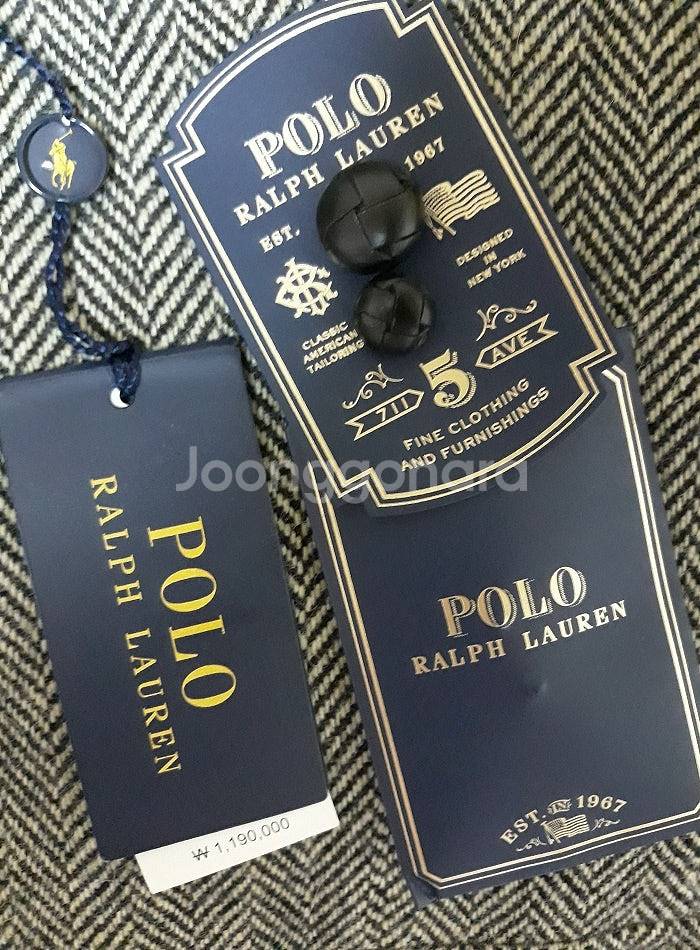 POLO
RALPH LAUREN
EST. 1967
DESIGNED
IN
NEW YORK
CLASSIC
AMERICAN
TAILORING
711 5 AVE
FINE CLOTHING
AND FURNISHINGS
Joonggonara
POLO
RALPH LAUREN
₩ 1,190,000
POLO
RALPH LAUREN
EST. IN 1967